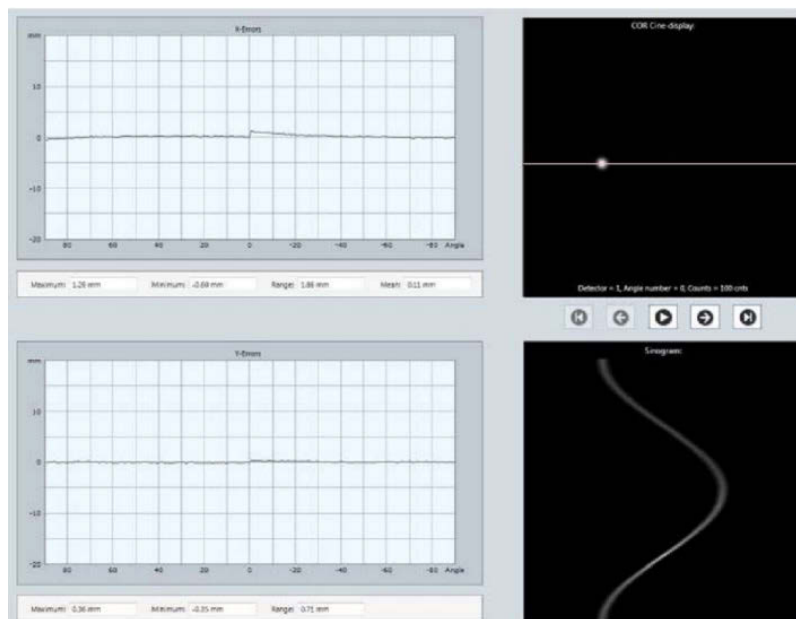 X-Errors
mm
10
0
-10
-20
80 60 40 20 0 -20 -40 -60 -80 Angle
Maximum: 1.26 mm Minimum: -0.60 mm Range: 1.86 mm Mean: 0.11 mm
COR Cine display:
Detector = 1, Angle number = 0, Counts = 100 cnts
Y-Errors
mm
10
0
-10
-20
80 60 40 20 0 -20 -40 -60 -80 Angle
Maximum: 0.36 mm Minimum: -0.35 mm Range: 0.71 mm
Sinogram: